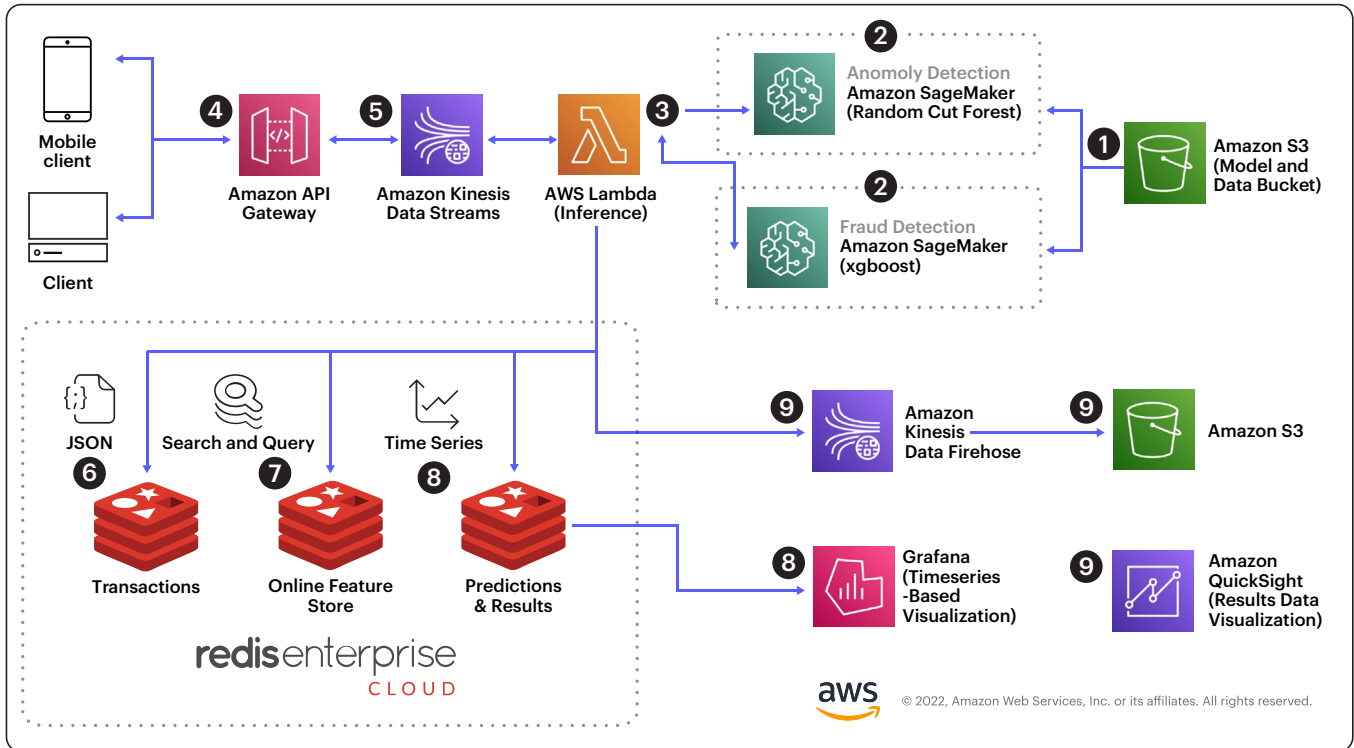 2
Anomoly Detection
Amazon SageMaker
(Random Cut Forest)
Mobile
client
4
Amazon API
Gateway
</>
5
Amazon Kinesis
Data Streams
AWS Lambda
(Inference)
3
1
Amazon S3
(Model and
Data Bucket)
2
Fraud Detection
Amazon SageMaker
(xgboost)
Client
{;}
JSON
6
Transactions
Search and Query
7
Online Feature
Store
Time Series
8
Predictions
& Results
redis enterprise
CLOUD
9
Amazon
Kinesis
Data Firehose
9
Amazon S3
8
Grafana
(Timeseries
-Based
Visualization)
9
Amazon
QuickSight
(Results Data
Visualization)
aws
© 2022, Amazon Web Services, Inc. or its affiliates. All rights reserved.